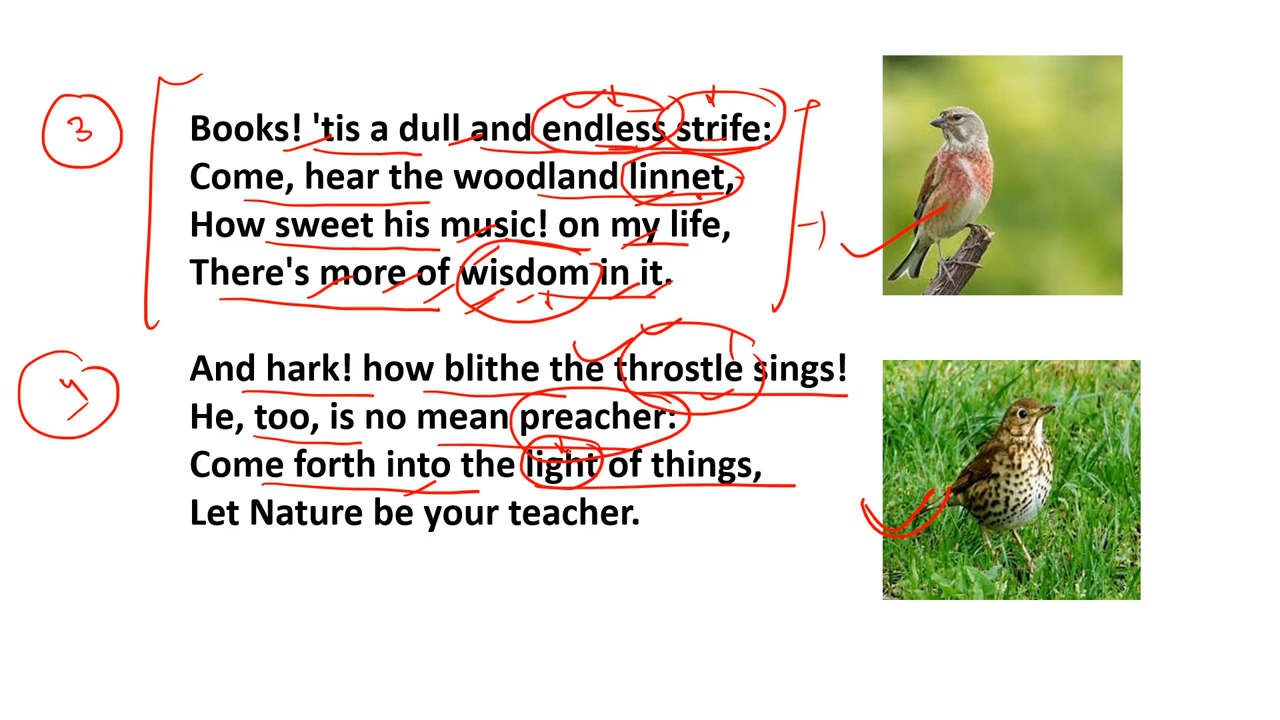 3
Books! 'tis a dull and endless strife:
Come, hear the woodland linnet,
How sweet his music! on my life,
There's more of wisdom in it.
And hark! how blithe the throstle sings!
He, too, is no mean preacher:
Come forth into the light of things,
Let Nature be your teacher.